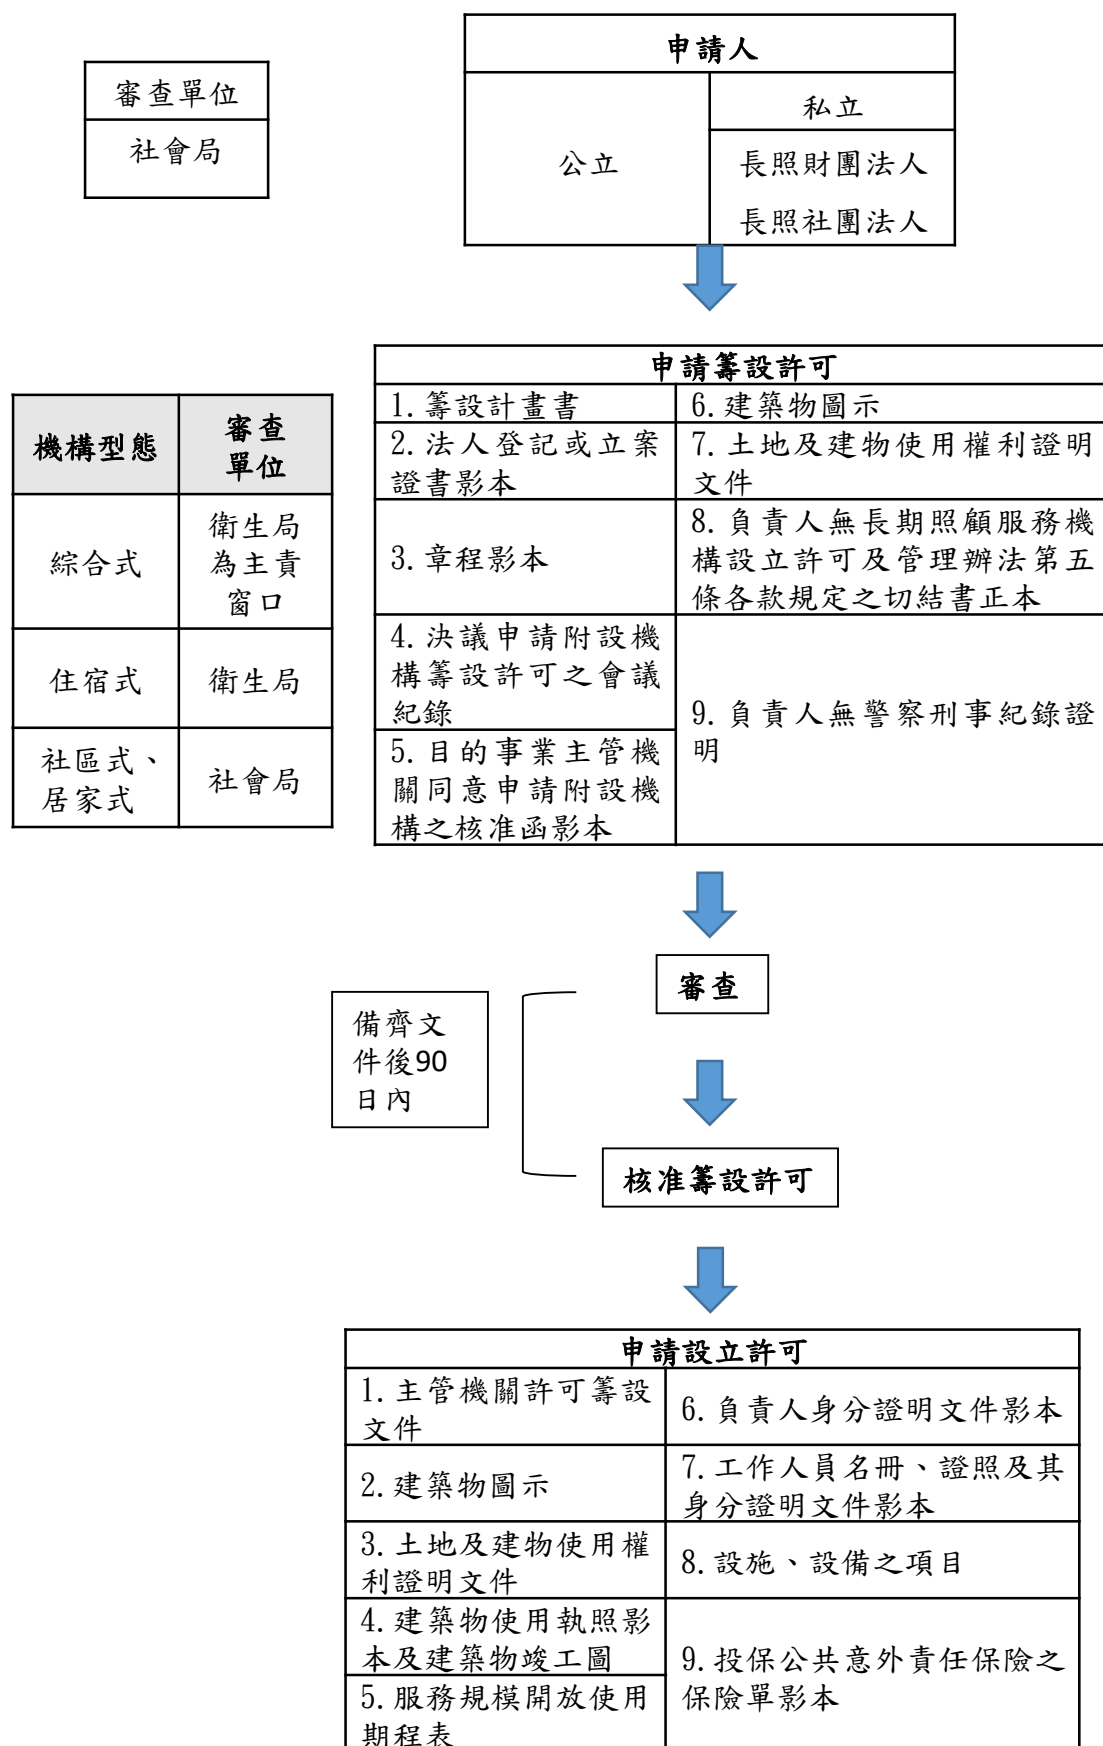 審查單位
社會局
申請人
公立
私立
長照財團法人
長照社團法人
機構型態
審查
單位
綜合式
衛生局
為主責
窗口
住宿式
衛生局
社區式、
居家式
社會局
申請籌設許可
1.籌設計畫書
2.法人登記或立案
證書影本
3.章程影本
4.決議申請附設機
構籌設許可之會議
紀錄
5.目的事業主管機
關同意申請附設機
構之核准函影本
6.建築物圖示
7.土地及建物使用權利證明
文件
8.負責人無長期照顧服務機
構設立許可及管理辦法第五
條各款規定之切結書正本
9.負責人無警察刑事紀錄證
明
審查
備齊文
件後90
日內
核准籌設許可
申請設立許可
1.主管機關許可籌設
文件
2.建築物圖示
3.土地及建物使用權
利證明文件
4.建築物使用執照影
本及建築物竣工圖
5.服務規模開放使用
期程表
6.負責人身分證明文件影本
7.工作人員名冊、證照及其
身分證明文件影本
8.設施、設備之項目
9.投保公共意外責任保險之
保險單影本